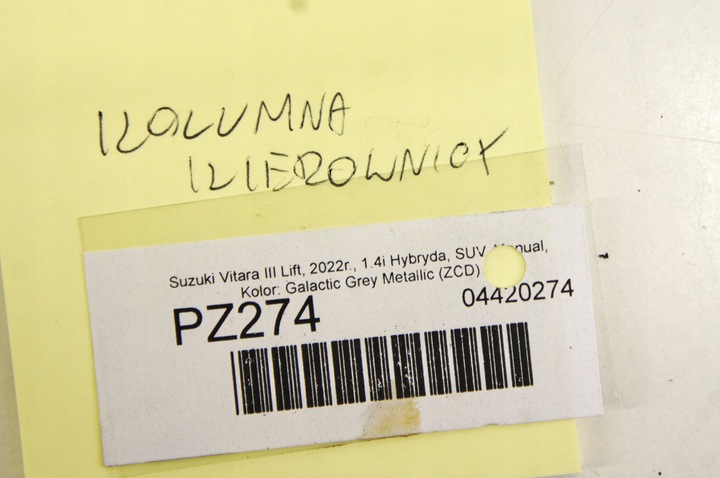 KOLUMNA
KIEROWNICY
Suzuki Vitara III Lift, 2022r., 1.4i Hybryda, SUV, Manual,
Kolor: Galactic Grey Metallic (ZCD)
PZ274
04420274